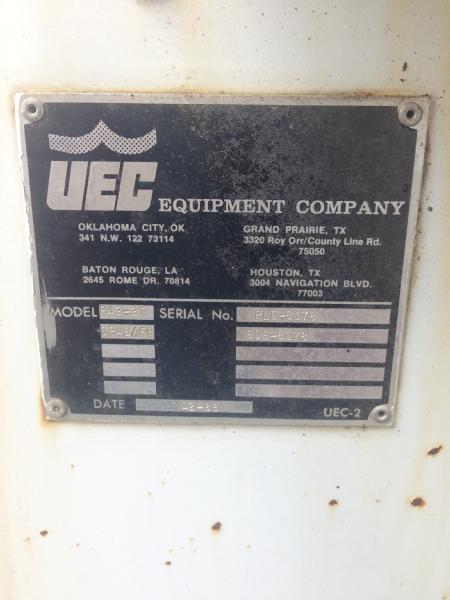 UEC EQUIPMENT COMPANY
OKLAHOMA CITY, OK
341 N.W. 122 73114
GRAND PRAIRIE, TX
3320 Roy Orr/County Line Rd.
75050
BATON ROUGE, LA
2645 ROME DR. 70814
HOUSTON, TX
3004 NAVIGATION BLVD.
77003
MODEL SERIAL No.
DATE
UEC-2